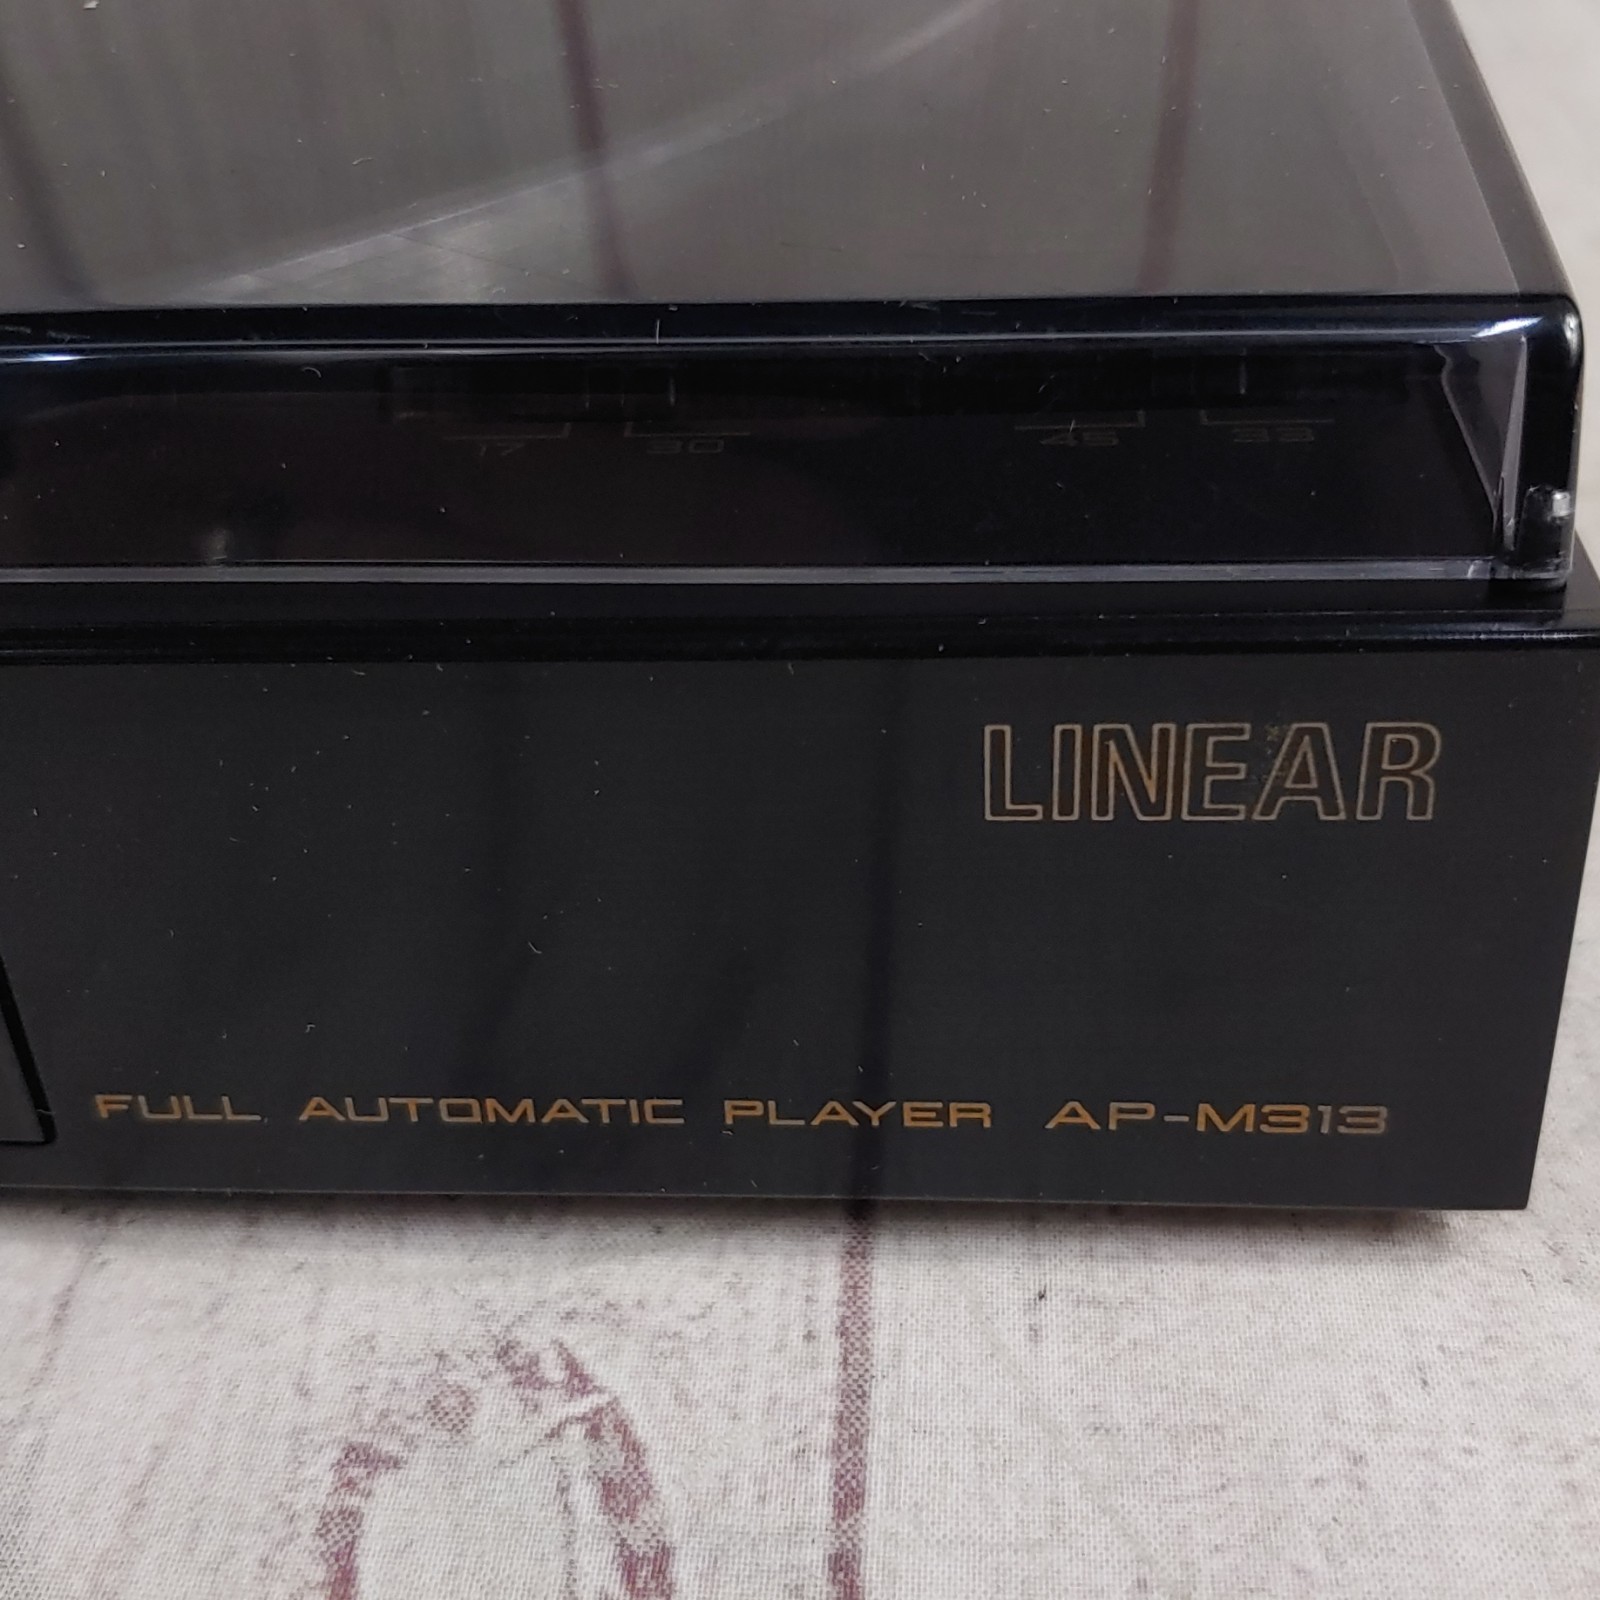 17 30 45 33
LINEAR
FULL AUTOMATIC PLAYER AP-M313